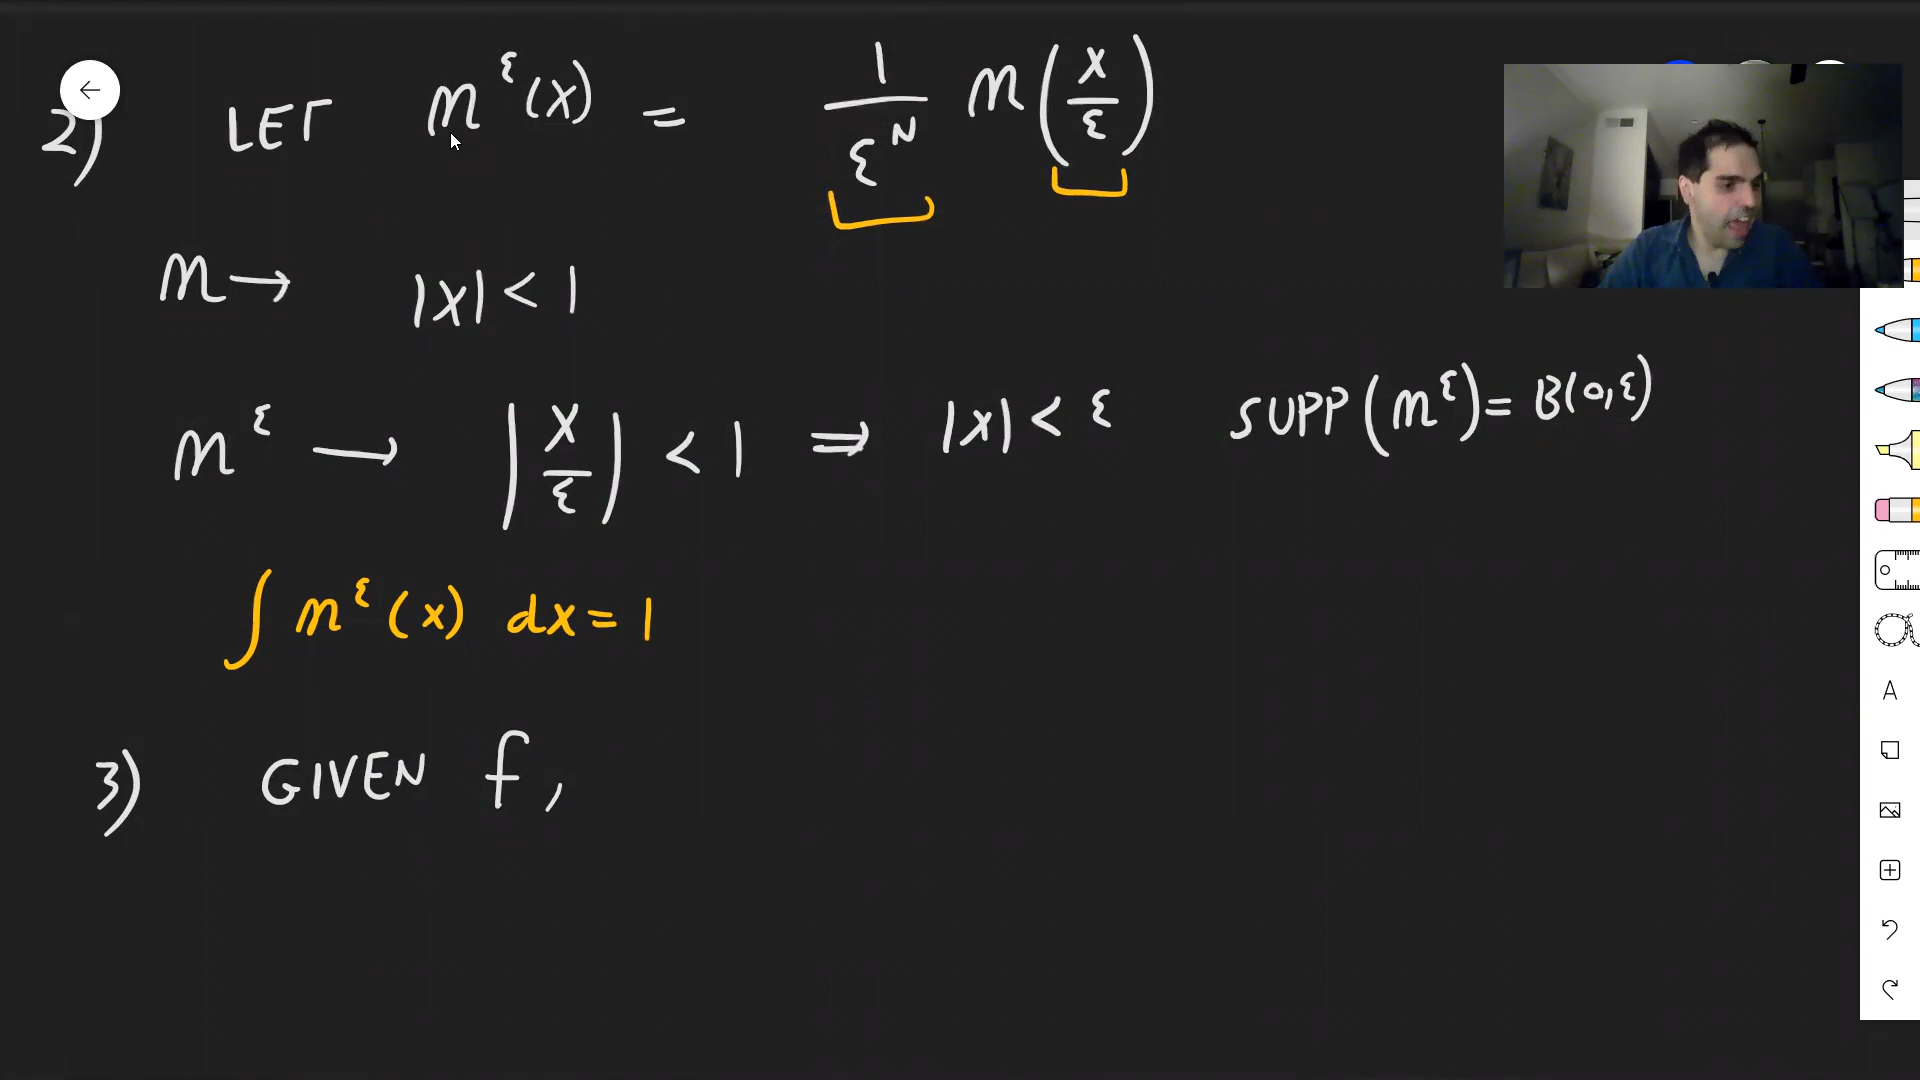 2) LET m^ε(x) = 1/ε^N m(x/ε)
m → |x| < 1
m^ε → |x/ε| < 1 ⇒ |x| < ε SUPP(m^ε) = B(0,ε)
∫ m^ε(x) dx = 1
3) GIVEN f,
A